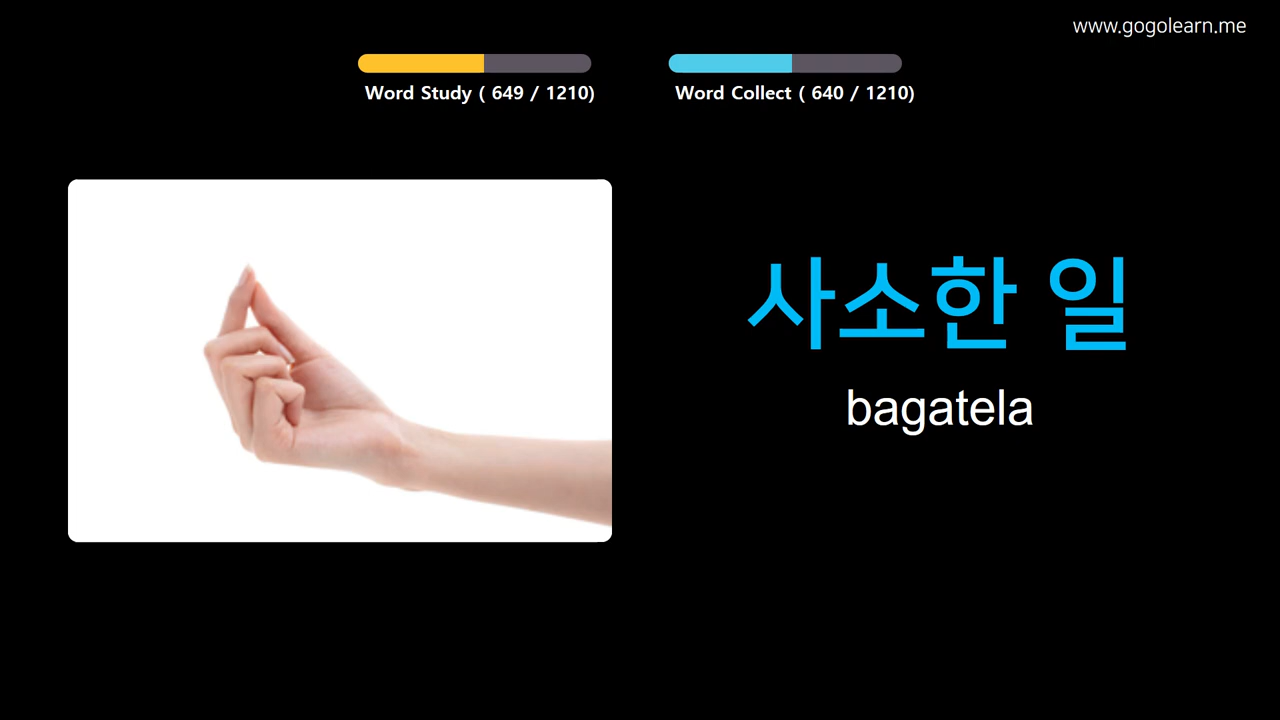 www.gogolearn.me
Word Study ( 649 / 1210)
Word Collect ( 640 / 1210)
사소한 일
bagatela